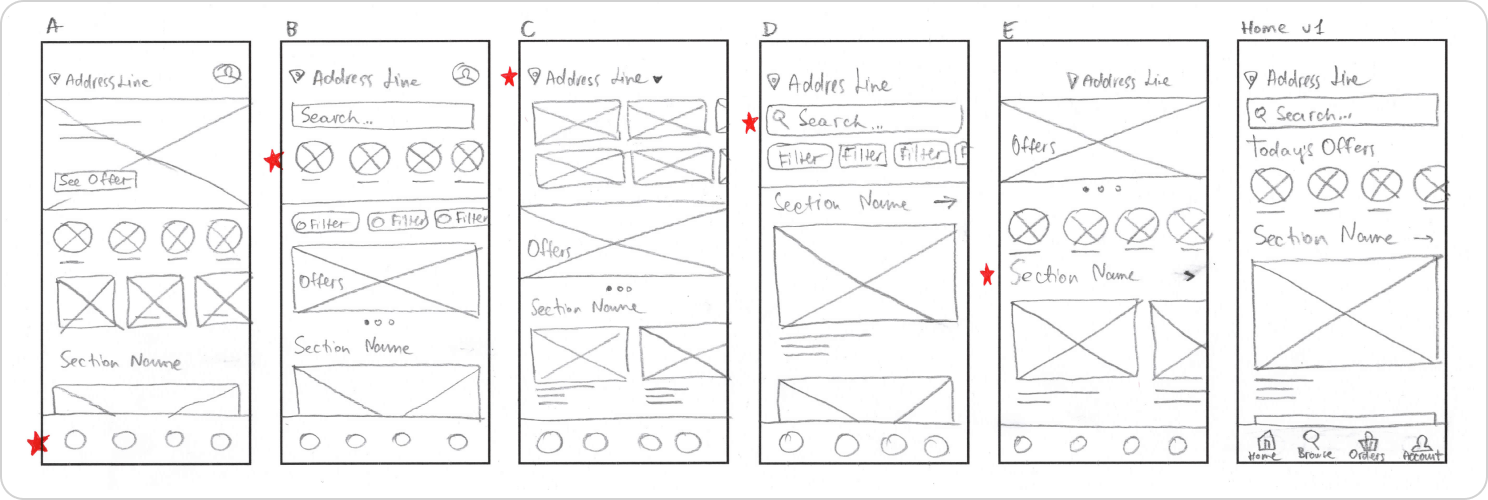 A
Address Line
See Offer
Section Name
B
Address Line
Search...
Filter Filter Filter
Offers
Section Name
C
Address Line
Offers
Section Name
D
Addres Line
Search...
Filter Filter Filter F
Section Name →
E
Address Line
Offers
Section Name
Home v1
Address Line
Search...
Today's Offers
Section Name →
Home Browse Orders Account